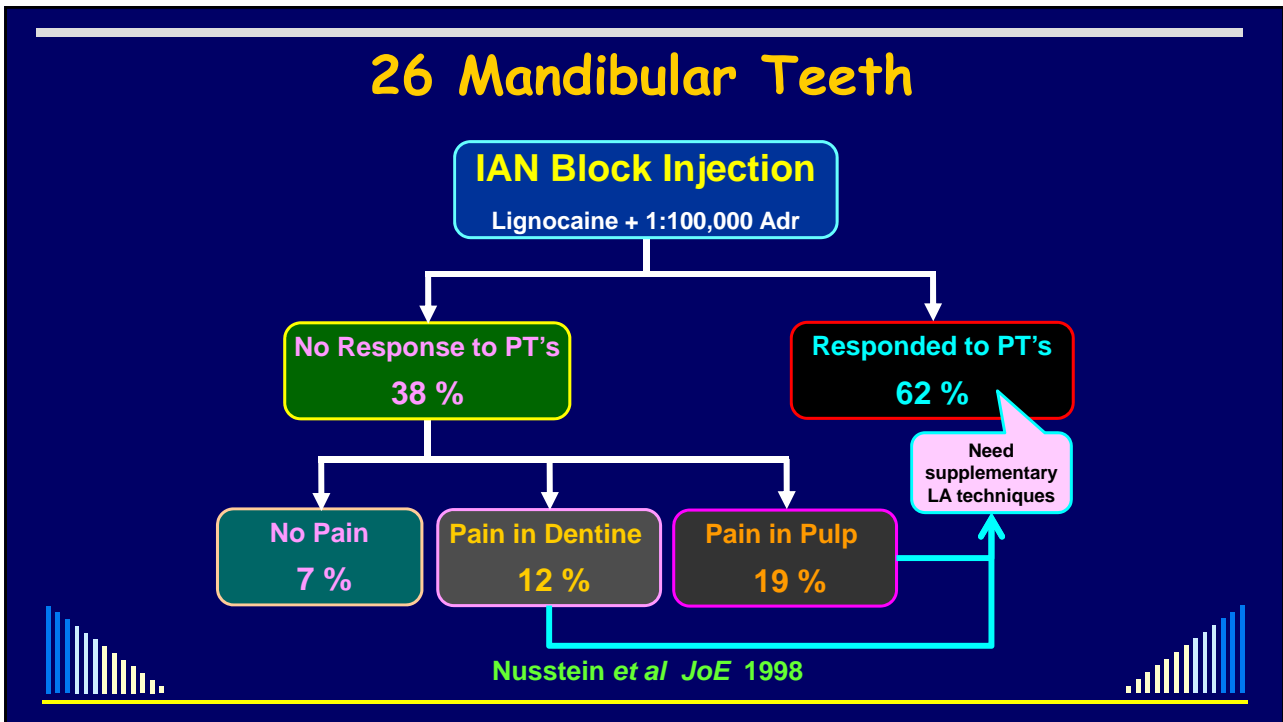 26 Mandibular Teeth
IAN Block Injection
Lignocaine + 1:100,000 Adr
No Response to PT's
38 %
Responded to PT's
62 %
Need
supplementary
LA techniques
No Pain
7 %
Pain in Dentine
12 %
Pain in Pulp
19 %
Nusstein et al JoE 1998